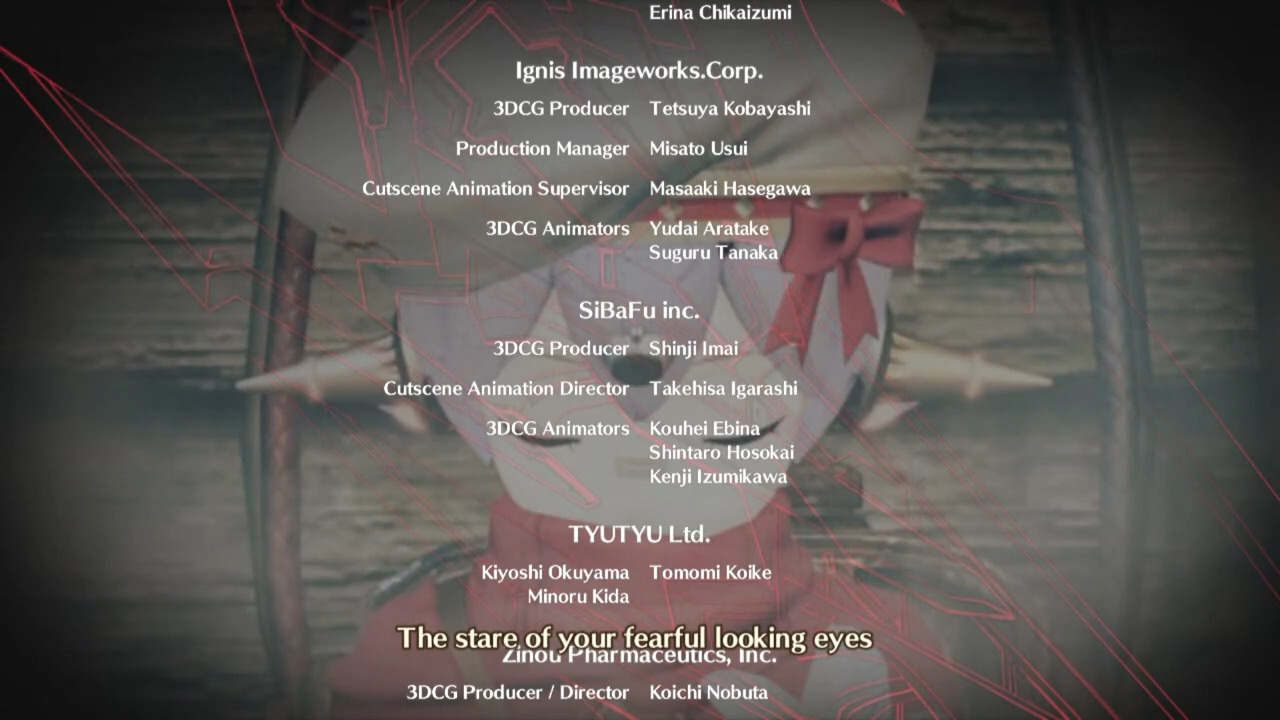 Erina Chikaizumi
Ignis Imageworks.Corp.
3DCG Producer Tetsuya Kobayashi
Production Manager Misato Usui
Cutscene Animation Supervisor Masaaki Hasegawa
3DCG Animators Yudai Aratake
Suguru Tanaka
SiBaFu inc.
3DCG Producer Shinji Imai
Cutscene Animation Director Takehisa Igarashi
3DCG Animators Kouhei Ebina
Shintaro Hosokai
Kenji Izumikawa
TYUTYU Ltd.
Kiyoshi Okuyama Tomomi Koike
Minoru Kida
The stare of your fearful looking eyes
Zinou Pharmaceutics, Inc.
3DCG Producer / Director Koichi Nobuta